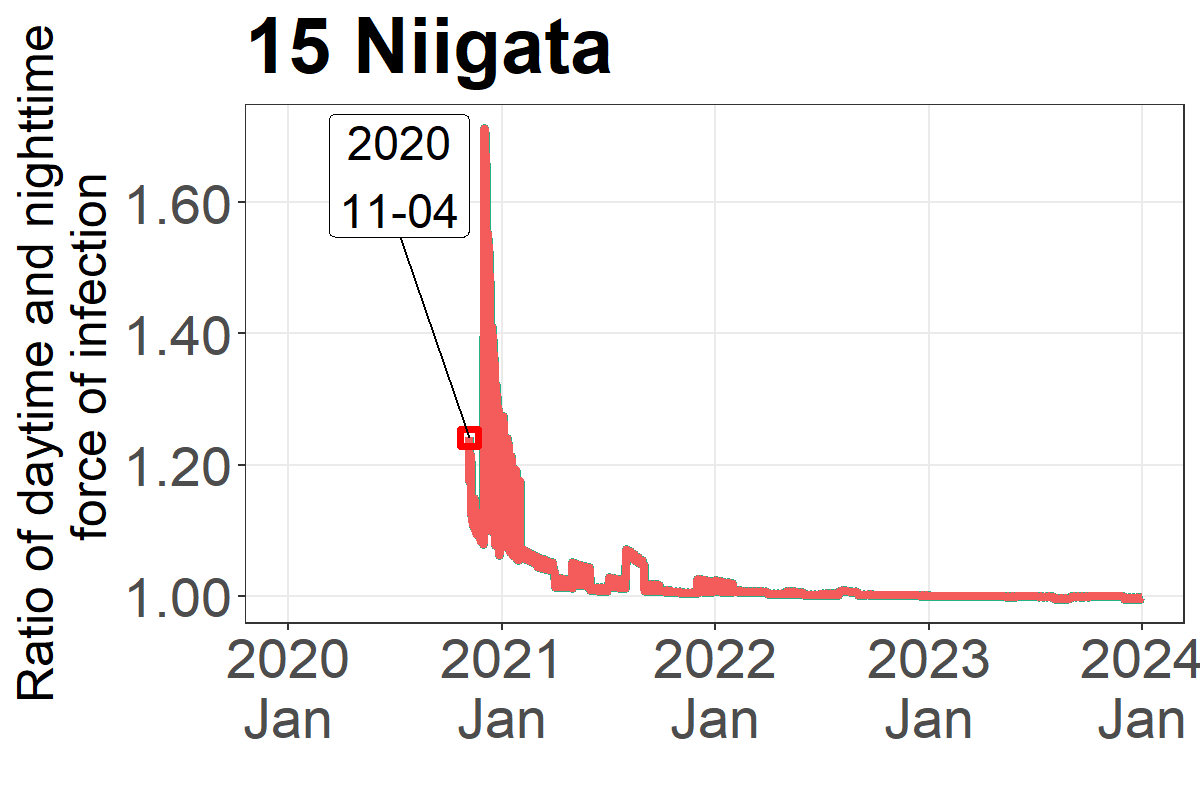 15 Niigata
Ratio of daytime and nighttime
force of infection
2020
11-04
1.60
1.40
1.20
1.00
2020
Jan
2021
Jan
2022
Jan
2023
Jan
2024
Jan